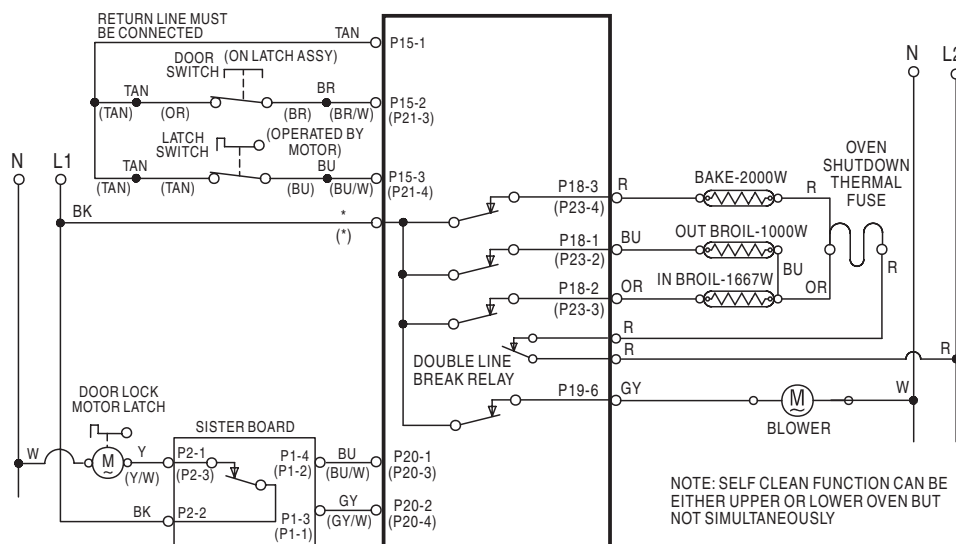 RETURN LINE MUST
BE CONNECTED
TAN
P15-1
DOOR
SWITCH
(ON LATCH ASSY)
TAN
(TAN)
(OR)
BR
(BR)
(BR/W)
P15-2
(P21-3)
LATCH
SWITCH
(OPERATED BY
MOTOR)
TAN
(TAN)
(TAN)
BU
(BU)
(BU/W)
P15-3
(P21-4)
N
L1
BK
*
(*)
N
L2
P18-3
(P23-4)
R
BAKE-2000W
R
OVEN
SHUTDOWN
THERMAL
FUSE
P18-1
(P23-2)
BU
OUT BROIL-1000W
BU
R
P18-2
(P23-3)
OR
IN BROIL-1667W
OR
R
R
R
DOUBLE LINE
BREAK RELAY
P19-6
GY
M
~
BLOWER
W
DOOR LOCK
MOTOR LATCH
SISTER BOARD
W
M
~
Y
(Y/W)
P2-1
(P2-3)
P1-4
(P1-2)
BU
(BU/W)
P20-1
(P20-3)
BK
P2-2
P1-3
(P1-1)
GY
(GY/W)
P20-2
(P20-4)
NOTE: SELF CLEAN FUNCTION CAN BE
EITHER UPPER OR LOWER OVEN BUT
NOT SIMULTANEOUSLY